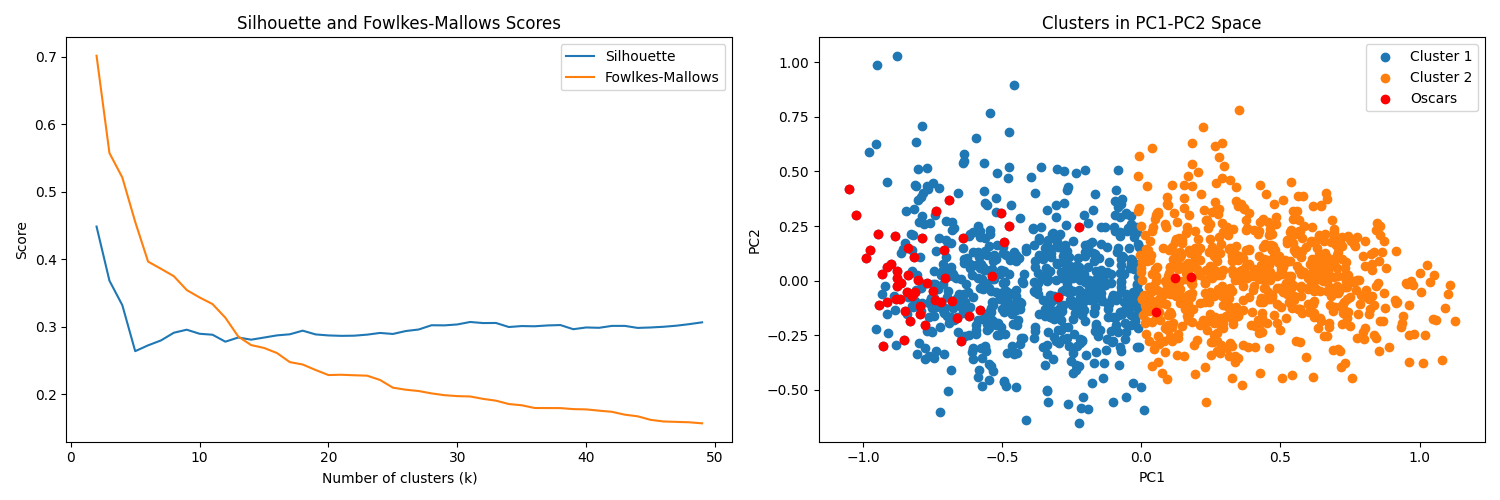 Silhouette and Fowlkes-Mallows Scores
Score
0.7
0.6
0.5
0.4
0.3
0.2
0
10
20
30
40
50
Number of clusters (k)
Silhouette
Fowlkes-Mallows
Clusters in PC1-PC2 Space
PC2
1.00
0.75
0.50
0.25
0.00
−0.25
−0.50
−1.0
−0.5
0.0
0.5
1.0
PC1
Cluster 1
Cluster 2
Oscars